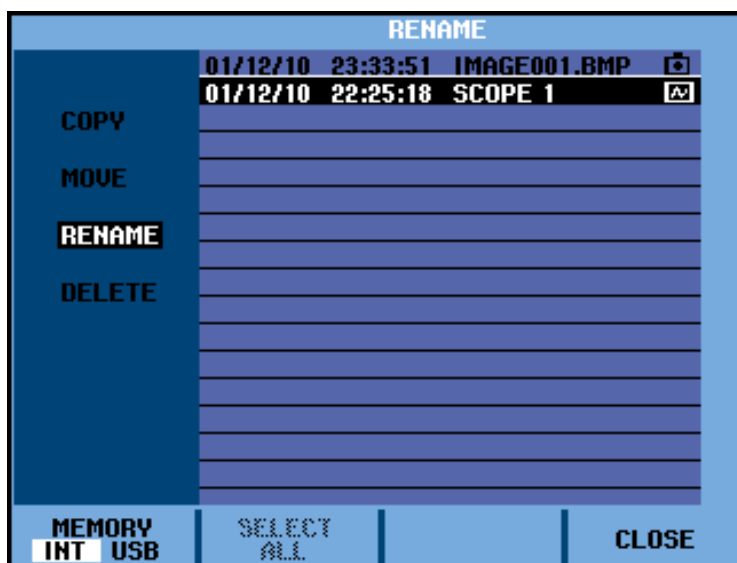 RENAME
01/12/10 23:33:51 IMAGE001.BMP
01/12/10 22:25:18 SCOPE 1
COPY
MOVE
RENAME
DELETE
MEMORY
INT USB
SELECT
ALL
CLOSE